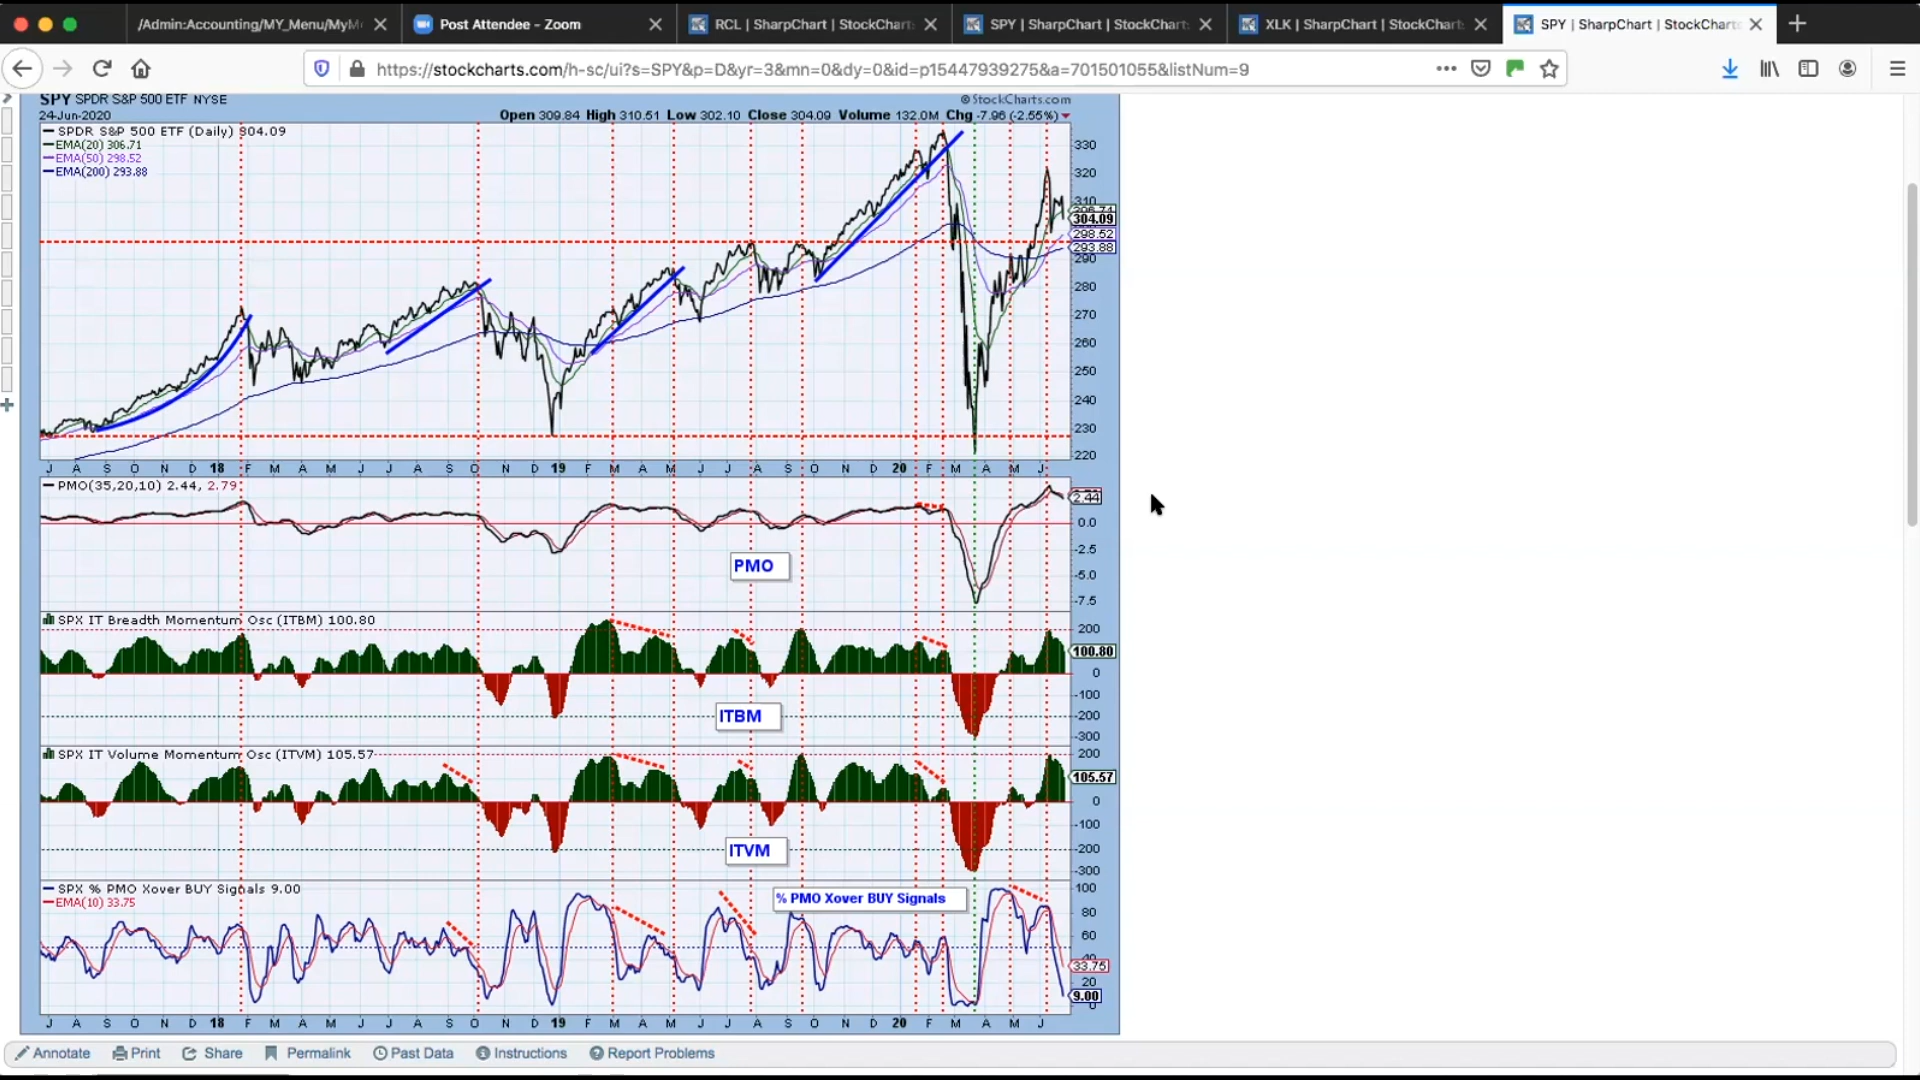 /Admin:Accounting/MY_Menu/MyM
Post Attendee - Zoom
RCL | SharpChart | StockChart
SPY | SharpChart | StockChart
XLK | SharpChart | StockChart
SPY | SharpChart | StockChart
https://stockcharts.com/h-sc/ui?s=SPY&p=D&yr=3&mn=0&dy=0&id=p15447939275&a=701501055&listNum=9
SPY SPDR S&P 500 ETF NYSE
© StockCharts.com
24-Jun-2020
Open 309.84 High 310.51 Low 302.10 Close 304.09 Volume 132.0M Chg -7.96 (-2.55%)
SPDR S&P 500 ETF (Daily) 304.09
EMA(20) 306.71
EMA(50) 298.52
EMA(200) 293.88
330
320
310
306.71
304.09
298.52
293.88
290
280
270
260
250
240
230
220
J A S O N D 18 F M A M J J A S O N D 19 F M A M J J A S O N D 20 F M A M J
PMO(35,20,10) 2.44, 2.79
2.44
0.0
-2.5
-5.0
-7.5
PMO
SPX IT Breadth Momentum Osc (ITBM) 100.80
200
100.80
0
-100
-200
-300
ITBM
SPX IT Volume Momentum Osc (ITVM) 105.57
200
105.57
0
-100
-200
-300
ITVM
SPX % PMO Xover BUY Signals 9.00
EMA(10) 33.75
% PMO Xover BUY Signals
100
80
60
40
33.75
20
9.00
0
J A S O N D 18 F M A M J J A S O N D 19 F M A M J J A S O N D 20 F M A M J
Annotate
Print
Share
Permalink
Past Data
Instructions
Report Problems